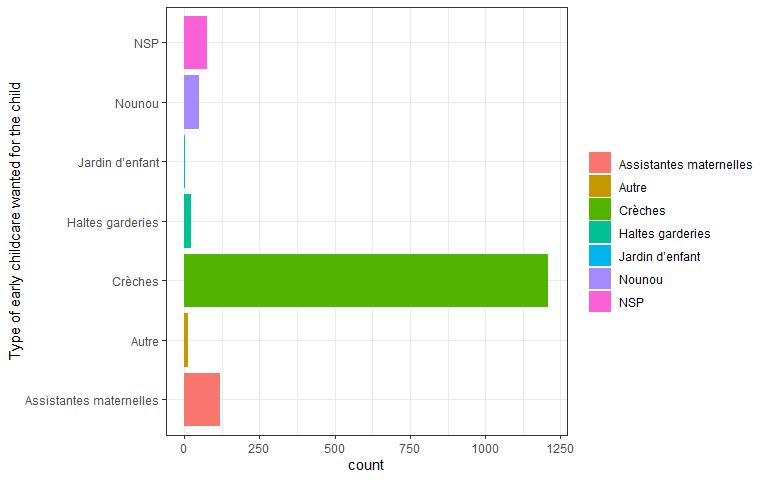 Type of early childcare wanted for the child
NSP
Nounou
Jardin d'enfant
Haltes garderies
Crèches
Autre
Assistantes maternelles
0 250 500 750 1000 1250
count
Assistantes maternelles
Autre
Crèches
Haltes garderies
Jardin d'enfant
Nounou
NSP